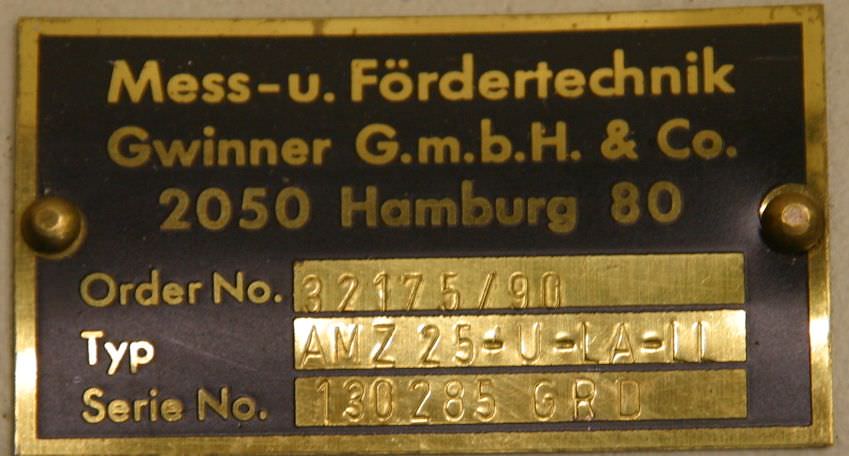 Mess-u. Fördertechnik
Gwinner G.m.b.H. & Co.
2050 Hamburg 80
Order No. 32175/90
Typ AMZ 25-U-LA-LL
Serie No. 130285 GRD